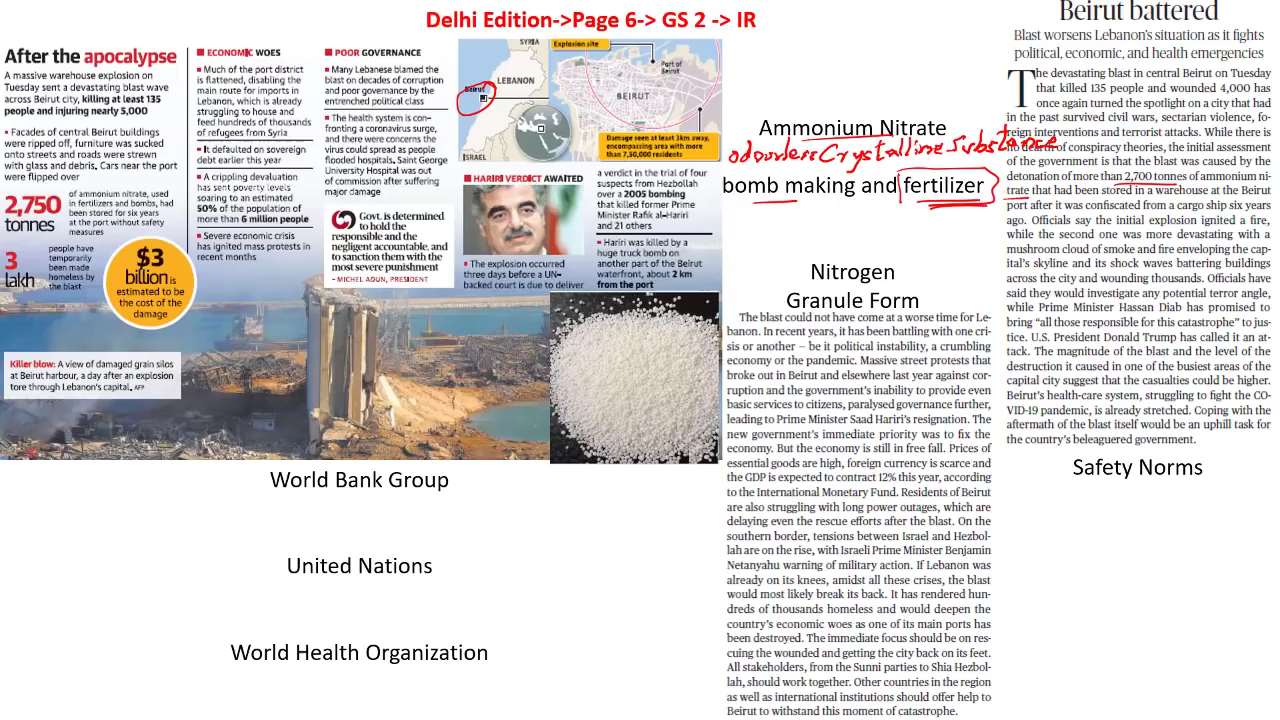 Delhi Edition->Page 6-> GS 2 -> IR
After the apocalypse
A massive warehouse explosion on
Tuesday sent a devastating blast wave
across Beirut city, killing at least 135
people and injuring nearly 5,000
Facades of central Beirut buildings
were ripped off, furniture was sucked
onto streets and roads were strewn
with glass and debris. Cars near the
port were flipped over
2,750
tonnes
of ammonium nitrate, used
in fertilizers and bombs, had
been stored for six years
at the port without safety
measures
3
lakh
people have
temporarily
been made
homeless by
the blast
$3
billion is
estimated to be
the cost of the
damage
Killer blow: A view of damaged grain silos
at Beirut harbour, a day after an explosion
tore through Lebanon's capital. AFP
ECONOMIC WOES
Much of the port district
is flattened, disabling the
main route for imports in
Lebanon, which is already
struggling to house and
feed hundreds of thousands
of refugees from Syria
It defaulted on sovereign
debt earlier this year
A crippling devaluation
has sent poverty levels
soaring to an estimated
50% of the population of
more than 6 million people
Severe economic crisis
has ignited mass protests in
recent months
POOR GOVERNANCE
Many Lebanese blamed the
blast on decades of corruption
and poor governance by the
entrenched political class
The health system is con-
fronting a coronavirus surge,
and there were concerns the
virus could spread as people
flooded hospitals. Saint George
University Hospital was out
of commission after suffering
major damage
Govt. is determined
to hold the
responsible and the
negligent accountable, and
to sanction them with the
most severe punishment
- MICHEL AOUN, PRESIDENT
SYRIA
LEBANON
Beirut
ISRAEL
Explosion site
Port of
Beirut
BEIRUT
Damage seen at least 3km away,
encompassing area with more
than 7,50,000 residents
HARIRI VERDICT AWAITED
The explosion occurred
three days before a UN-
backed court is due to deliver
a verdict in the trial of four
suspects from Hezbollah
over a 2005 bombing
that killed former Prime
Minister Rafik al-Hariri
and 21 others
Hariri was killed by a
huge truck bomb on
another part of the Beirut
waterfront, about 2 km
from the port
World Bank Group
United Nations
World Health Organization
Ammonium Nitrate
odourless Crystalline Substance
bomb making and fertilizer
Nitrogen
Granule Form
Beirut battered
Blast worsens Lebanon's situation as it fights
political, economic, and health emergencies
The devastating blast in central Beirut on Tuesday
that killed 135 people and wounded 4,000 has
once again turned the spotlight on a city that had
in the past survived civil wars, sectarian violence, fo-
reign interventions and terrorist attacks. While there is
no dearth of conspiracy theories, the initial assessment
of the government is that the blast was caused by the
detonation of more than 2,700 tonnes of ammonium ni-
trate that had been stored in a warehouse at the Beirut
port after it was confiscated from a cargo ship six years
ago. Officials say the initial explosion ignited a fire,
while the second one was more devastating with a
mushroom cloud of smoke and fire enveloping the cap-
ital's skyline and its shock waves battering buildings
across the city and wounding thousands. Officials have
said they would investigate any potential terror angle,
while Prime Minister Hassan Diab has promised to
bring "all those responsible for this catastrophe" to jus-
tice. U.S. President Donald Trump has called it an at-
tack. The magnitude of the blast and the level of the
destruction it caused in one of the busiest areas of the
capital city suggest that the casualties could be higher.
Beirut's health-care system, struggling to fight the CO-
VID-19 pandemic, is already stretched. Coping with the
aftermath of the blast itself would be an uphill task for
the country's beleaguered government.
The blast could not have come at a worse time for Le-
banon. In recent years, it has been battling with one cri-
sis or another – be it political instability, a crumbling
economy or the pandemic. Massive street protests that
broke out in Beirut and elsewhere last year against cor-
ruption and the government's inability to provide even
basic services to citizens, paralysed governance further,
leading to Prime Minister Saad Hariri's resignation. The
new government's immediate priority was to fix the
economy. But the economy is still in free fall. Prices of
essential goods are high, foreign currency is scarce and
the GDP is expected to contract 12% this year, according
to the International Monetary Fund. Residents of Beirut
are also struggling with long power outages, which are
delaying even the rescue efforts after the blast. On the
southern border, tensions between Israel and Hezbol-
lah are on the rise, with Israeli Prime Minister Benjamin
Netanyahu warning of military action. If Lebanon was
already on its knees, amidst all these crises, the blast
would most likely break its back. It has rendered hun-
dreds of thousands homeless and would deepen the
country's economic woes as one of its main ports has
been destroyed. The immediate focus should be on res-
cuing the wounded and getting the city back on its feet.
All stakeholders, from the Sunni parties to Shia Hezbol-
lah, should work together. Other countries in the region
as well as international institutions should offer help to
Beirut to withstand this moment of catastrophe.
Safety Norms